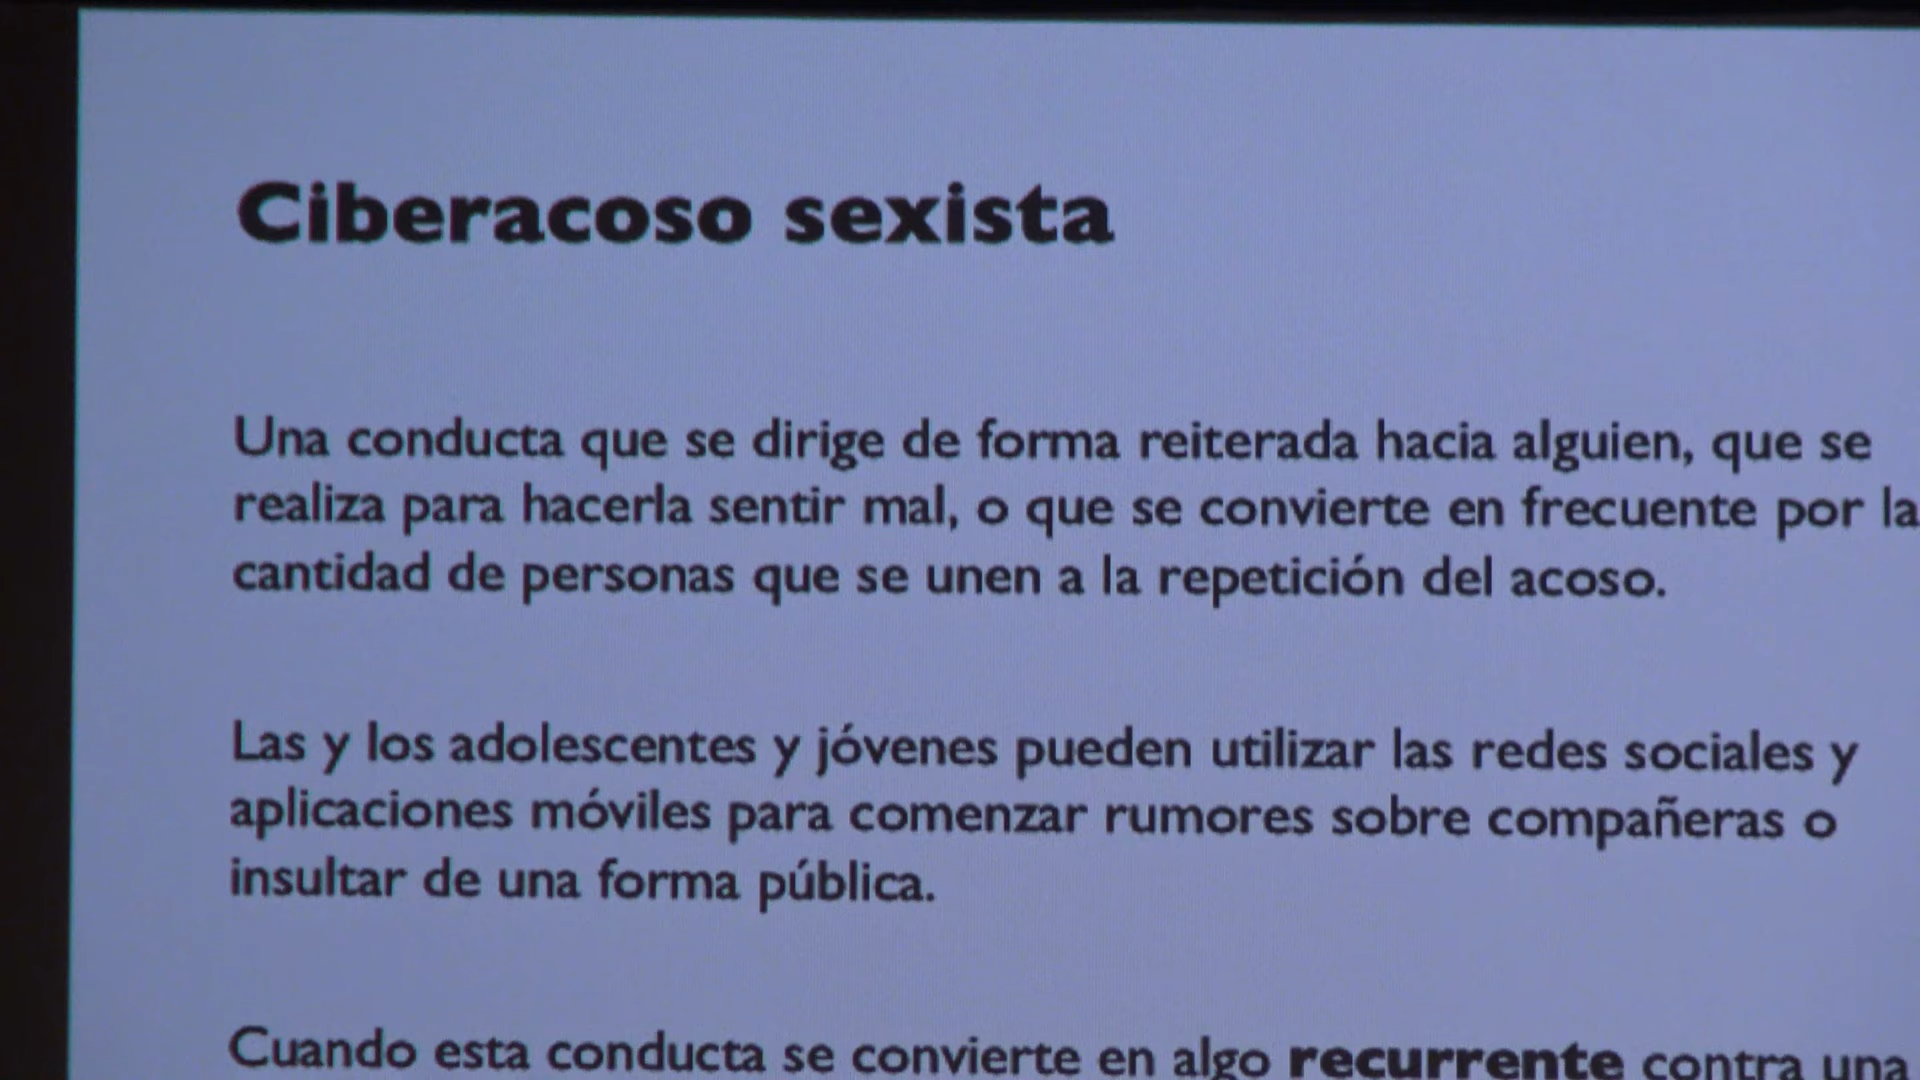 Ciberacoso sexista
Una conducta que se dirige de forma reiterada hacia alguien, que se
realiza para hacerla sentir mal, o que se convierte en frecuente por la
cantidad de personas que se unen a la repetición del acoso.
Las y los adolescentes y jóvenes pueden utilizar las redes sociales y
aplicaciones móviles para comenzar rumores sobre compañeras o
insultar de una forma pública.
Cuando esta conducta se convierte en algo recurrente contra una